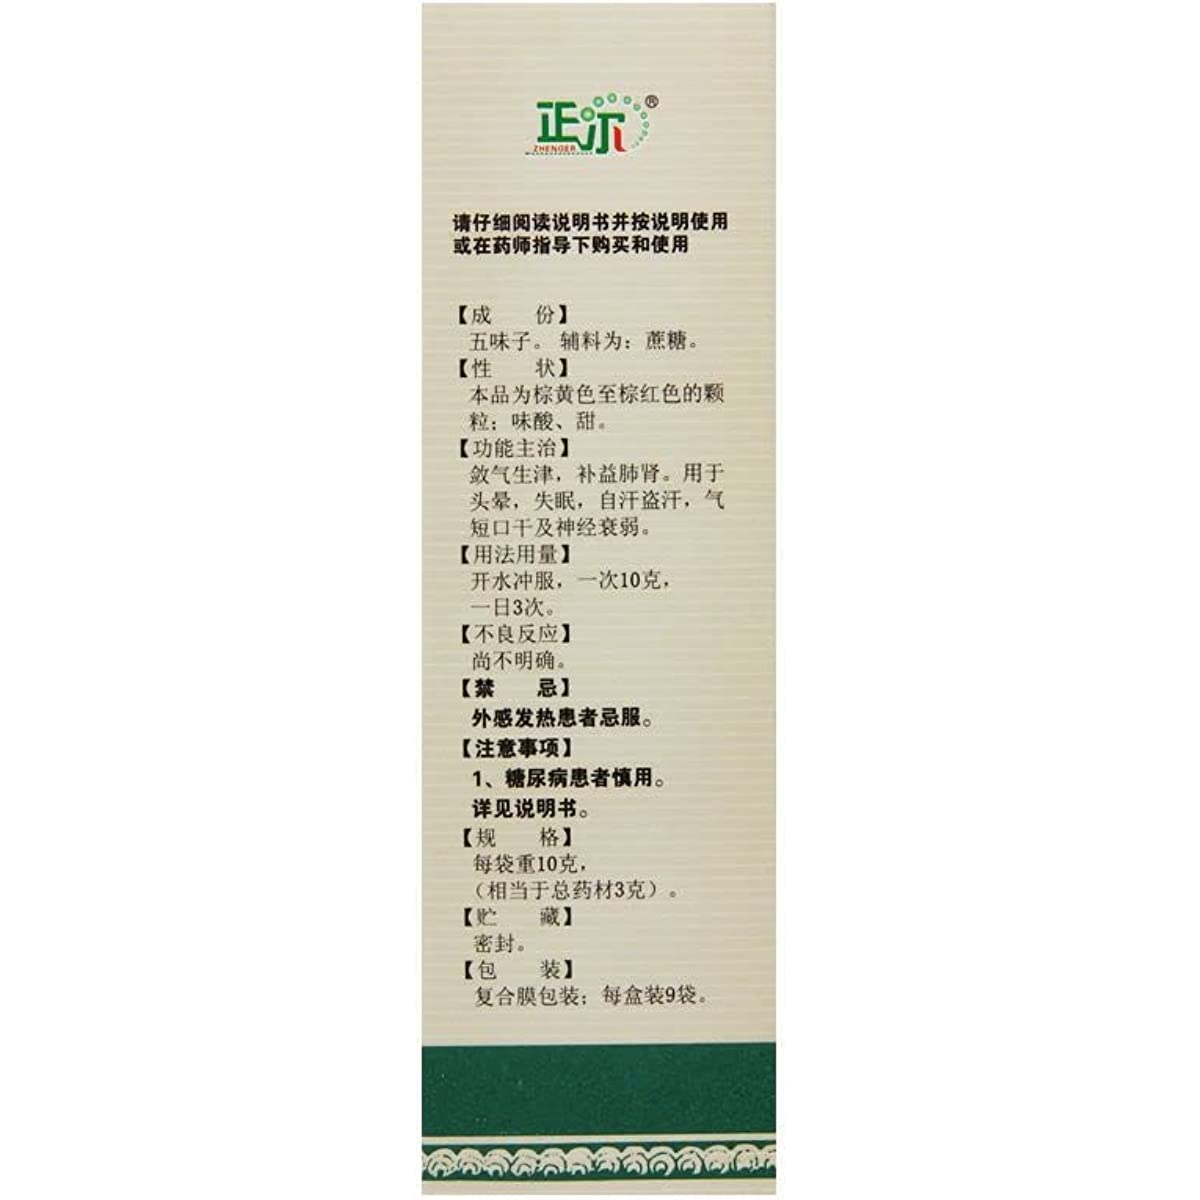 正尔®
ZHENGER
请仔细阅读说明书并按说明使用
或在药师指导下购买和使用
【成 份】
五味子。 辅料为：蔗糖。
【性 状】
本品为棕黄色至棕红色的颗
粒；味酸、甜。
【功能主治】
敛气生津，补益肺肾。用于
头晕，失眠，自汗盗汗，气
短口干及神经衰弱。
【用法用量】
开水冲服，一次10克，
一日3次。
【不良反应】
尚不明确。
【禁 忌】
外感发热患者忌服。
【注意事项】
1、糖尿病患者慎用。
详见说明书。
【规 格】
每袋重10克，
（相当于总药材3克）。
【贮 藏】
密封。
【包 装】
复合膜包装；每盒装9袋。